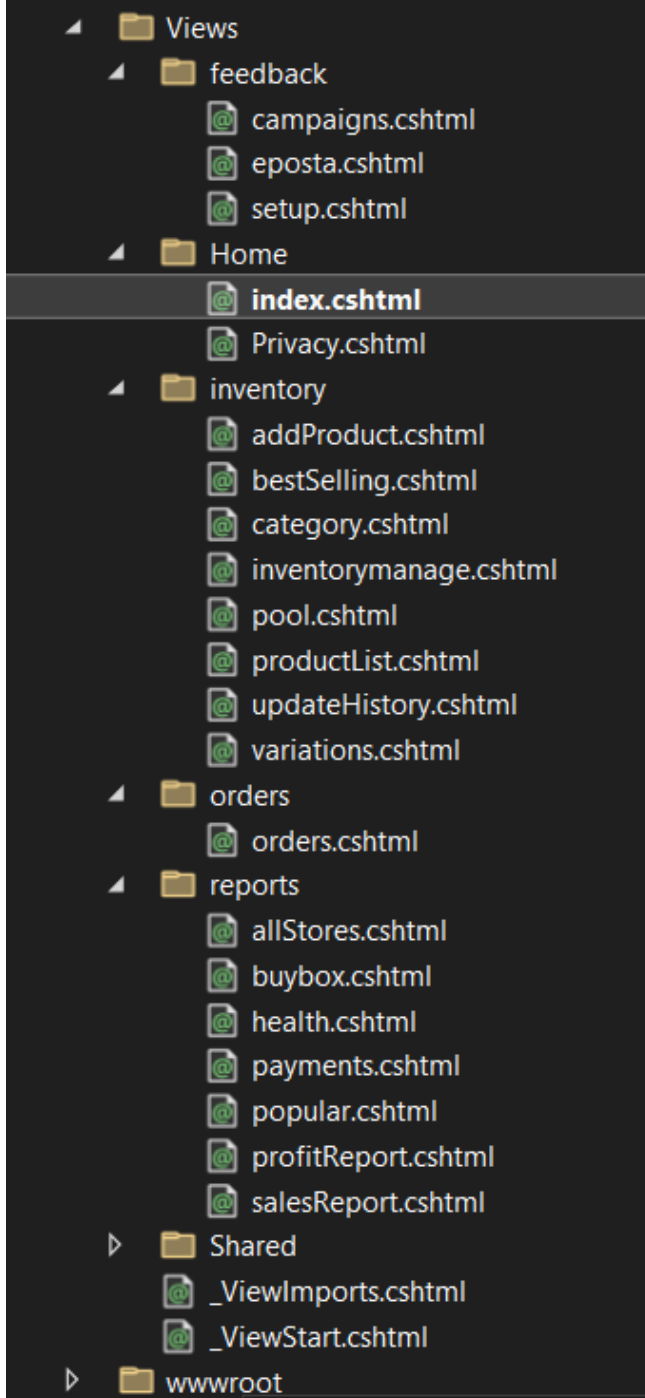 Views
feedback
campaigns.cshtml
eposta.cshtml
setup.cshtml
Home
index.cshtml
Privacy.cshtml
inventory
addProduct.cshtml
bestSelling.cshtml
category.cshtml
inventorymanage.cshtml
pool.cshtml
productList.cshtml
updateHistory.cshtml
variations.cshtml
orders
orders.cshtml
reports
allStores.cshtml
buybox.cshtml
health.cshtml
payments.cshtml
popular.cshtml
profitReport.cshtml
salesReport.cshtml
Shared
_ViewImports.cshtml
_ViewStart.cshtml
wwwroot